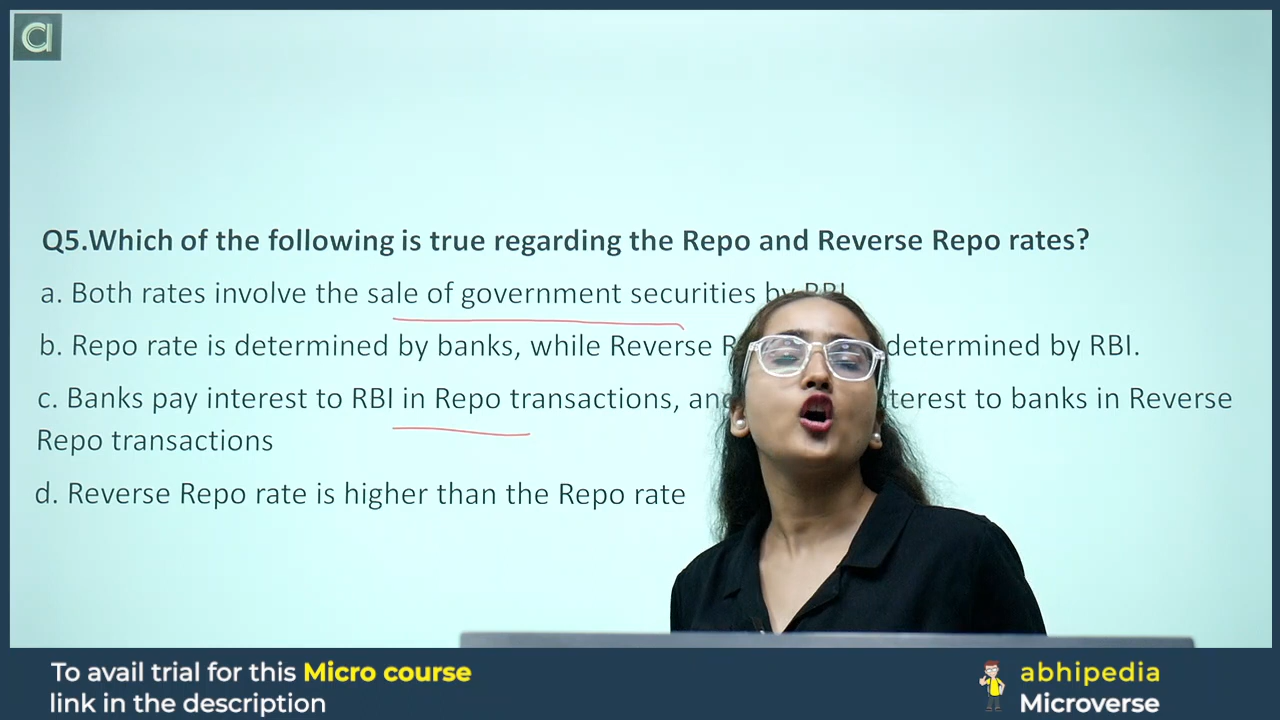 a
Q5.Which of the following is true regarding the Repo and Reverse Repo rates?
a. Both rates involve the sale of government securities by RBI
b. Repo rate is determined by banks, while Reverse determined by RBI.
c. Banks pay interest to RBI in Repo transactions, and to banks in Reverse
Repo transactions
d. Reverse Repo rate is higher than the Repo rate
To avail trial for this Micro course
link in the description
abhipedia
Microverse